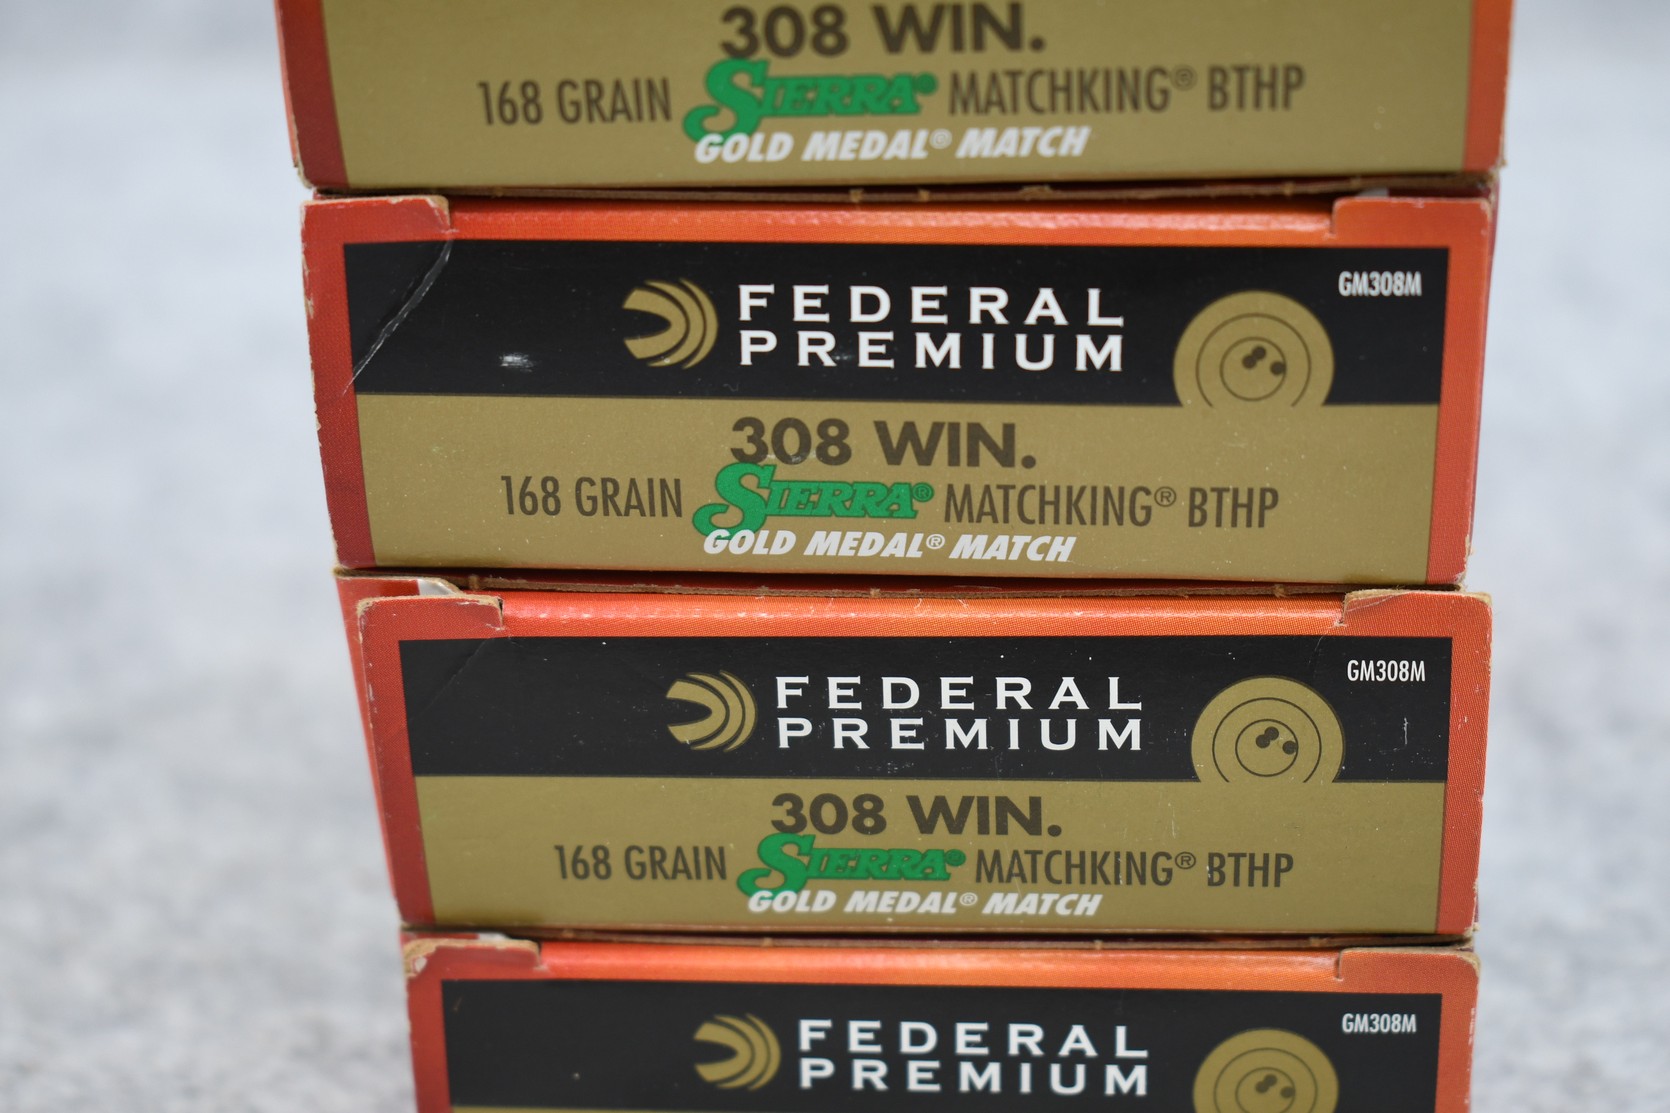 308 WIN.
168 GRAIN SIERRA® MATCHKING® BTHP
GOLD MEDAL® MATCH
GM308M
FEDERAL
PREMIUM
308 WIN.
168 GRAIN SIERRA® MATCHKING® BTHP
GOLD MEDAL® MATCH
GM308M
FEDERAL
PREMIUM
308 WIN.
168 GRAIN SIERRA® MATCHKING® BTHP
GOLD MEDAL® MATCH
GM308M
FEDERAL
PREMIUM